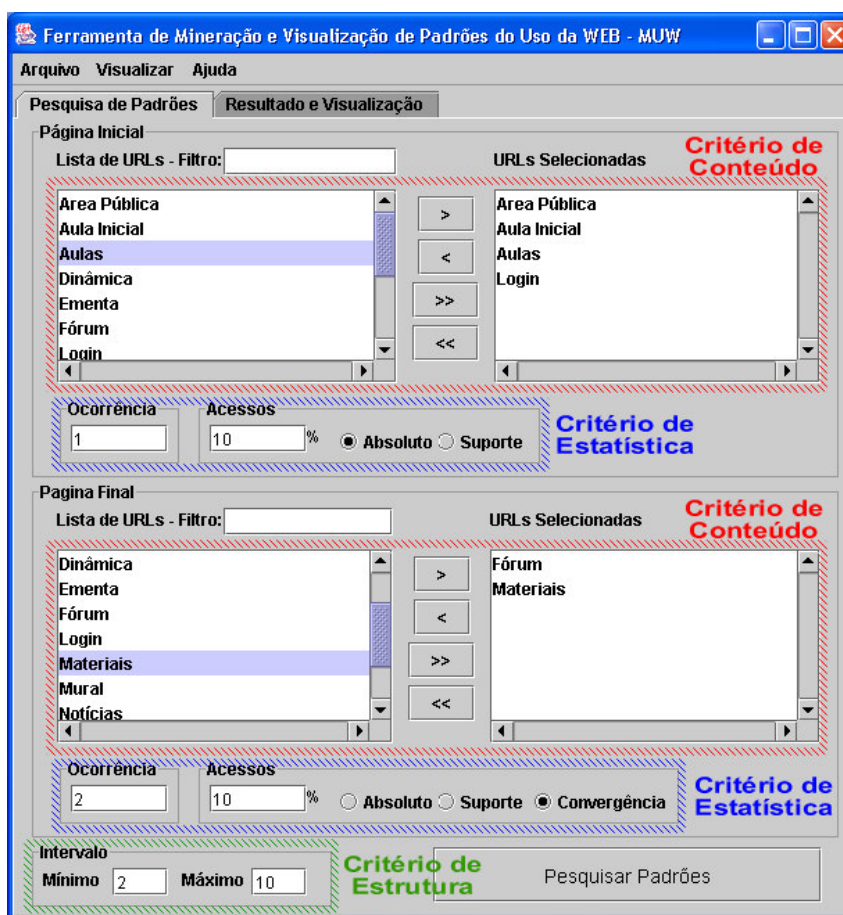 Ferramenta de Mineração e Visualização de Padrões do Uso da WEB - MUW
Arquivo Visualizar Ajuda
Pesquisa de Padrões Resultado e Visualização
Página Inicial
Lista de URLs - Filtro: URLs Selecionadas
Critério de
Conteúdo
Area Pública
Aula Inicial
Aulas
Dinâmica
Ementa
Fórum
Login
>
<
>>
<<
Area Pública
Aula Inicial
Aulas
Login
Ocorrência Acessos
1 10 % Absoluto Suporte
Critério de
Estatística
Pagina Final
Lista de URLs - Filtro: URLs Selecionadas
Critério de
Conteúdo
Dinâmica
Ementa
Fórum
Login
Materiais
Mural
Notícias
>
<
>>
<<
Fórum
Materiais
Ocorrência Acessos
2 10 % Absoluto Suporte Convergência
Critério de
Estatística
Intervalo
Mínimo 2 Máximo 10
Critério de
Estrutura
Pesquisar Padrões